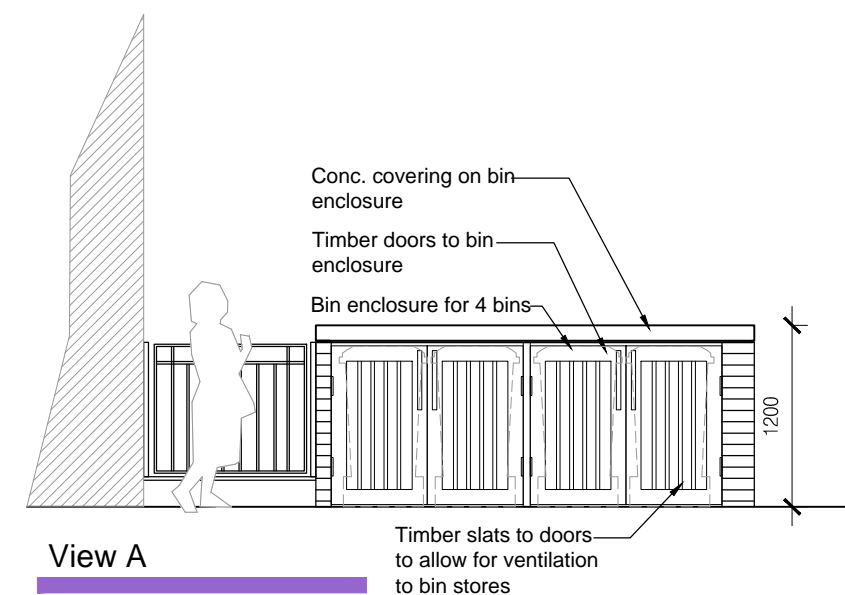 Conc. covering on bin
enclosure
Timber doors to bin
enclosure
Bin enclosure for 4 bins
1200
Timber slats to doors
to allow for ventilation
to bin stores
View A